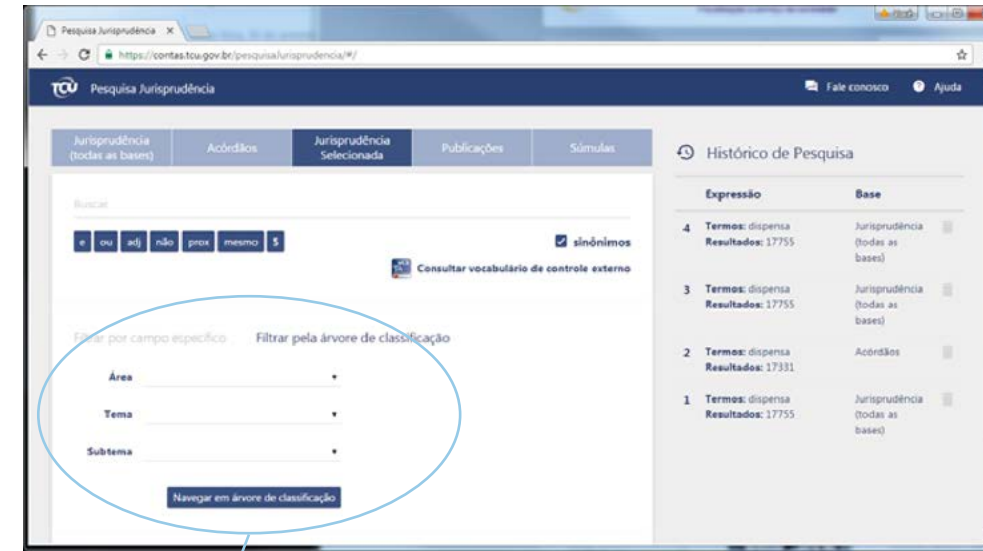 Pesquisa Jurisprudência
https://contas.tcu.gov.br/pesquisaJurisprudencia/#/
TCU Pesquisa Jurisprudência
Fale conosco
Ajuda
Jurisprudência
(todas as bases)
Acórdãos
Jurisprudência
Selecionada
Publicações
Súmulas
Buscar
e ou adj não prox mesmo $
sinônimos
Consultar vocabulário de controle externo
Filtrar por campo específico
Filtrar pela árvore de classificação
Área
Tema
Subtema
Navegar em árvore de classificação
Histórico de Pesquisa
Expressão Base
4 Termos: dispensa Jurisprudência
Resultados: 17755 (todas as
bases)
3 Termos: dispensa Jurisprudência
Resultados: 17755 (todas as
bases)
2 Termos: dispensa Acórdãos
Resultados: 17331
1 Termos: dispensa Jurisprudência
Resultados: 17755 (todas as
bases)